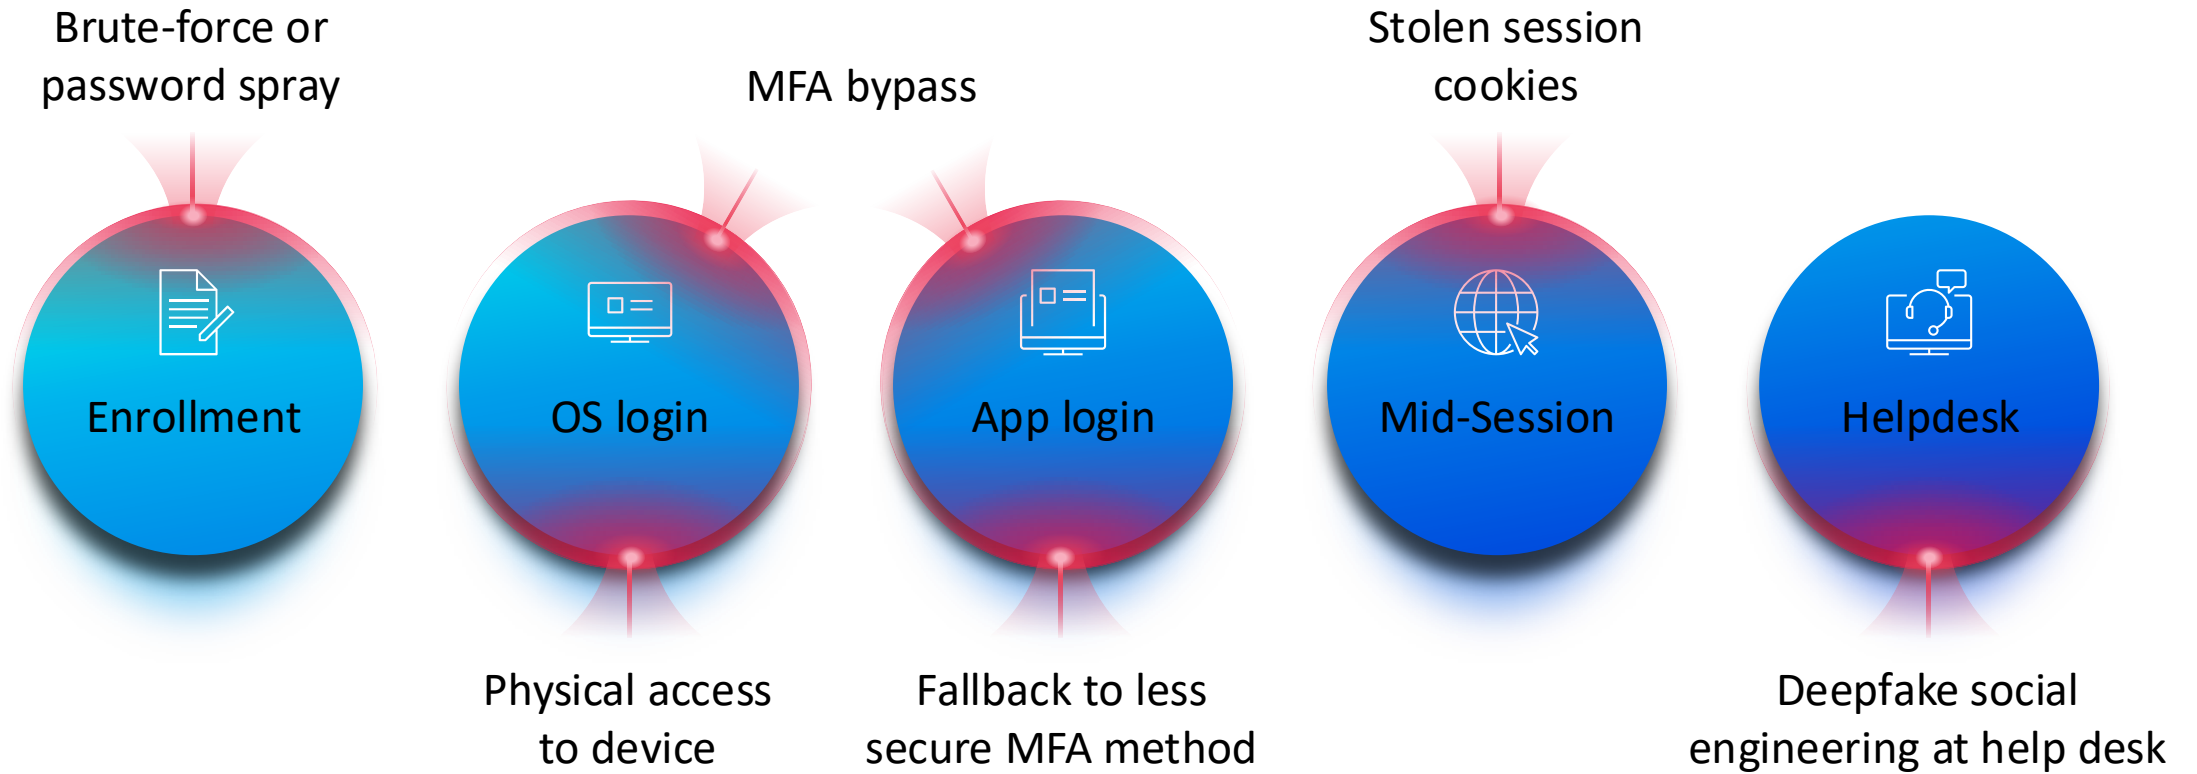 Brute-force or
password spray
MFA bypass
Stolen session
cookies
Enrollment
OS login
App login
Mid-Session
Helpdesk
Physical access
to device
Fallback to less
secure MFA method
Deepfake social
engineering at help desk